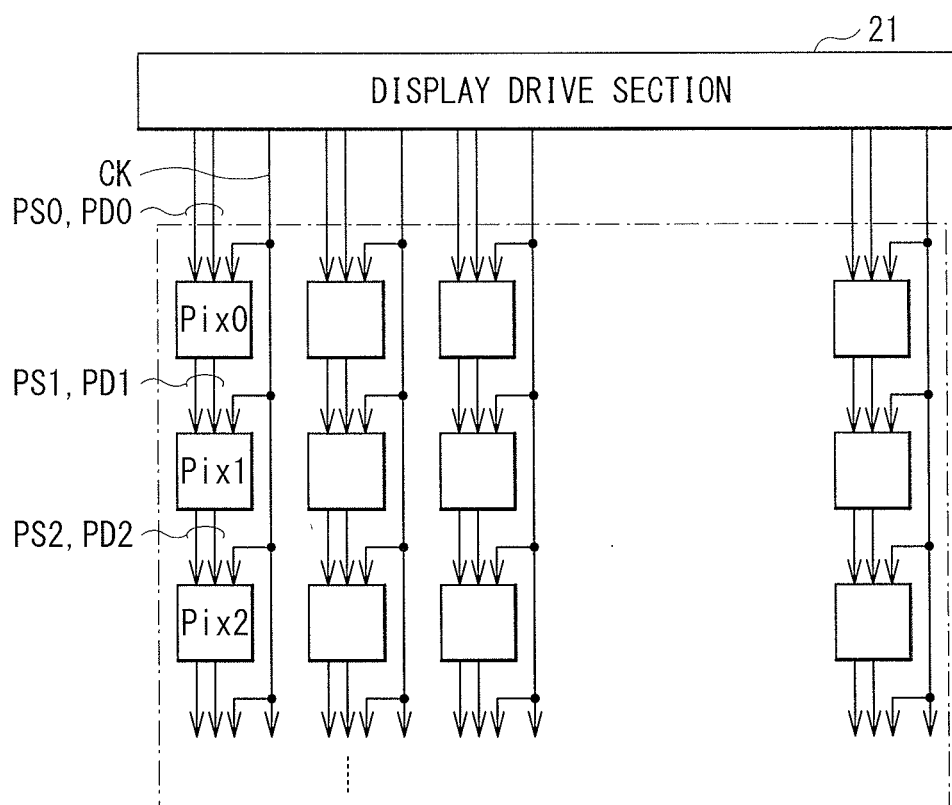 21
DISPLAY DRIVE SECTION
CK
PS0, PD0
Pix0
PS1, PD1
Pix1
PS2, PD2
Pix2